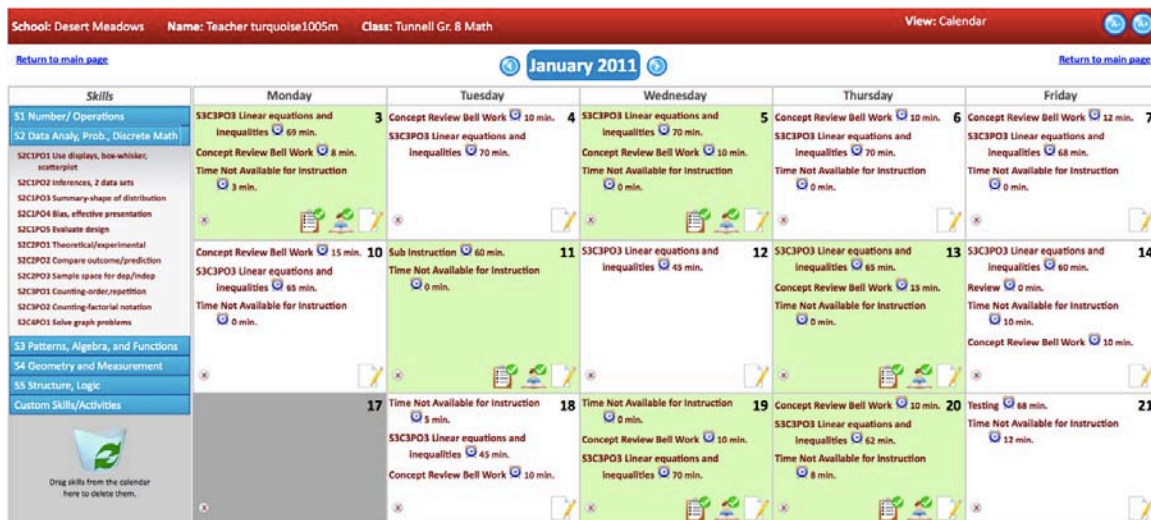 School: Desert Meadows Name: Teacher turquoise1005m Class: Tunnell Gr. 8 Math View: Calendar
Return to main page
January 2011
Return to main page
Skills
S1 Number/ Operations
S2 Data Analy, Prob., Discrete Math
S2C1PO1 Use displays, box-whisker,
scatterplot
S2C1PO2 Inferences, 2 data sets
S2C1PO3 Summary-shape of distribution
S2C1PO4 Bias, effective presentation
S2C1PO5 Evaluate design
S2C2PO1 Theoretical/experimental
S2C2PO2 Compare outcome/prediction
S2C2PO3 Sample space for dep/indep
S2C3PO1 Counting-order,repetition
S2C3PO2 Counting-factorial notation
S2C4PO1 Solve graph problems
S3 Patterns, Algebra, and Functions
S4 Geometry and Measurement
S5 Structure, Logic
Custom Skills/Activities
Drag skills from the calendar
here to delete them.
Monday Tuesday Wednesday Thursday Friday
3
S3C3PO3 Linear equations and
inequalities 69 min.
Concept Review Bell Work 8 min.
Time Not Available for Instruction
3 min.
4
Concept Review Bell Work 10 min.
S3C3PO3 Linear equations and
inequalities 70 min.
5
S3C3PO3 Linear equations and
inequalities 70 min.
Concept Review Bell Work 10 min.
Time Not Available for Instruction
0 min.
6
Concept Review Bell Work 10 min.
S3C3PO3 Linear equations and
inequalities 70 min.
Time Not Available for Instruction
0 min.
7
Concept Review Bell Work 12 min.
S3C3PO3 Linear equations and
inequalities 68 min.
Time Not Available for Instruction
0 min.
10
Concept Review Bell Work 15 min.
S3C3PO3 Linear equations and
inequalities 65 min.
Time Not Available for Instruction
0 min.
11
Sub Instruction 60 min.
Time Not Available for Instruction
0 min.
12
S3C3PO3 Linear equations and
inequalities 45 min.
13
S3C3PO3 Linear equations and
inequalities 65 min.
Concept Review Bell Work 15 min.
Time Not Available for Instruction
0 min.
14
S3C3PO3 Linear equations and
inequalities 60 min.
Review 0 min.
Time Not Available for Instruction
10 min.
Concept Review Bell Work 10 min.
17
18
Time Not Available for Instruction
5 min.
S3C3PO3 Linear equations and
inequalities 45 min.
Concept Review Bell Work 10 min.
19
Time Not Available for Instruction
0 min.
Concept Review Bell Work 10 min.
S3C3PO3 Linear equations and
inequalities 70 min.
20
Concept Review Bell Work 10 min.
S3C3PO3 Linear equations and
inequalities 62 min.
Time Not Available for Instruction
8 min.
21
Testing 68 min.
Time Not Available for Instruction
12 min.